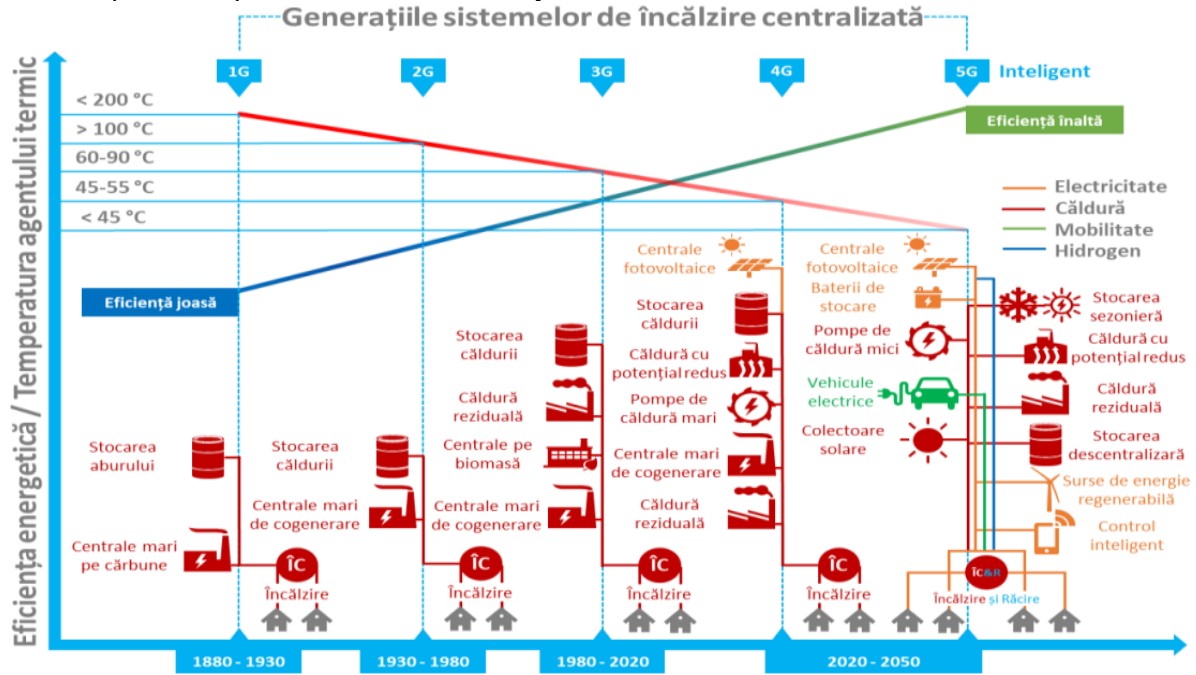 Generațiile sistemelor de încălzire centralizată
1G
2G
3G
4G
5G
Inteligent
Eficiența energetică / Temperatura agentului termic
< 200 °C
> 100 °C
60-90 °C
45-55 °C
< 45 °C
Eficiență joasă
Eficiență înaltă
Electricitate
Căldură
Mobilitate
Hidrogen
Stocarea
aburului
Centrale mari
pe cărbune
ÎC
Încălzire
Stocarea
căldurii
Centrale mari
de cogenerare
ÎC
Încălzire
Stocarea
căldurii
Căldură
reziduală
Centrale pe
biomasă
Centrale mari
de cogenerare
ÎC
Încălzire
Centrale
fotovoltaice
Stocarea
căldurii
Căldură cu
potențial redus
Pompe de
căldură mari
Centrale mari
de cogenerare
Căldură
reziduală
ÎC
Încălzire
Centrale
fotovoltaice
Baterii de
stocare
Pompe de
căldură mici
Vehicule
electrice
Colectoare
solare
Stocarea
sezonieră
Căldură cu
potențial redus
Căldură
reziduală
Stocarea
descentralizară
Surse de energie
regenerabilă
Control
inteligent
ÎC&R
Încălzire și Răcire
1880 - 1930
1930 - 1980
1980 - 2020
2020 - 2050